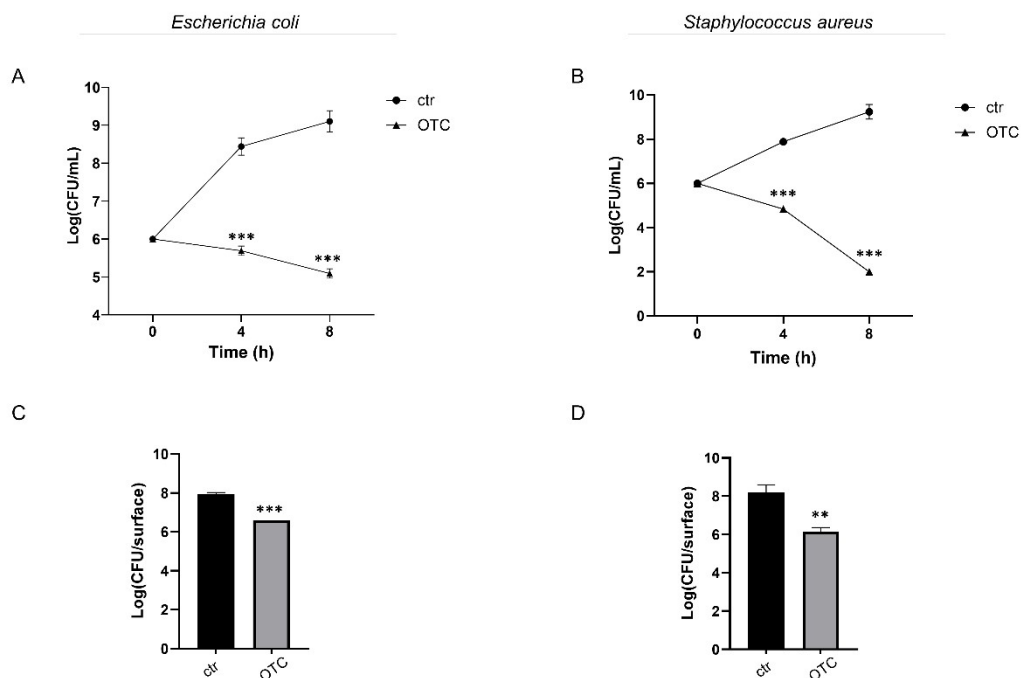 Escherichia coli
Staphylococcus aureus
A
B
10
9
8
7
6
5
4
Log(CFU/mL)
***
***
0
4
8
Time (h)
ctr
OTC
10
8
6
4
2
0
Log(CFU/mL)
***
***
0
4
8
Time (h)
ctr
OTC
C
D
10
8
6
4
2
0
Log(CFU/surface)
***
ctr
OTC
10
8
6
4
2
0
Log(CFU/surface)
**
ctr
OTC